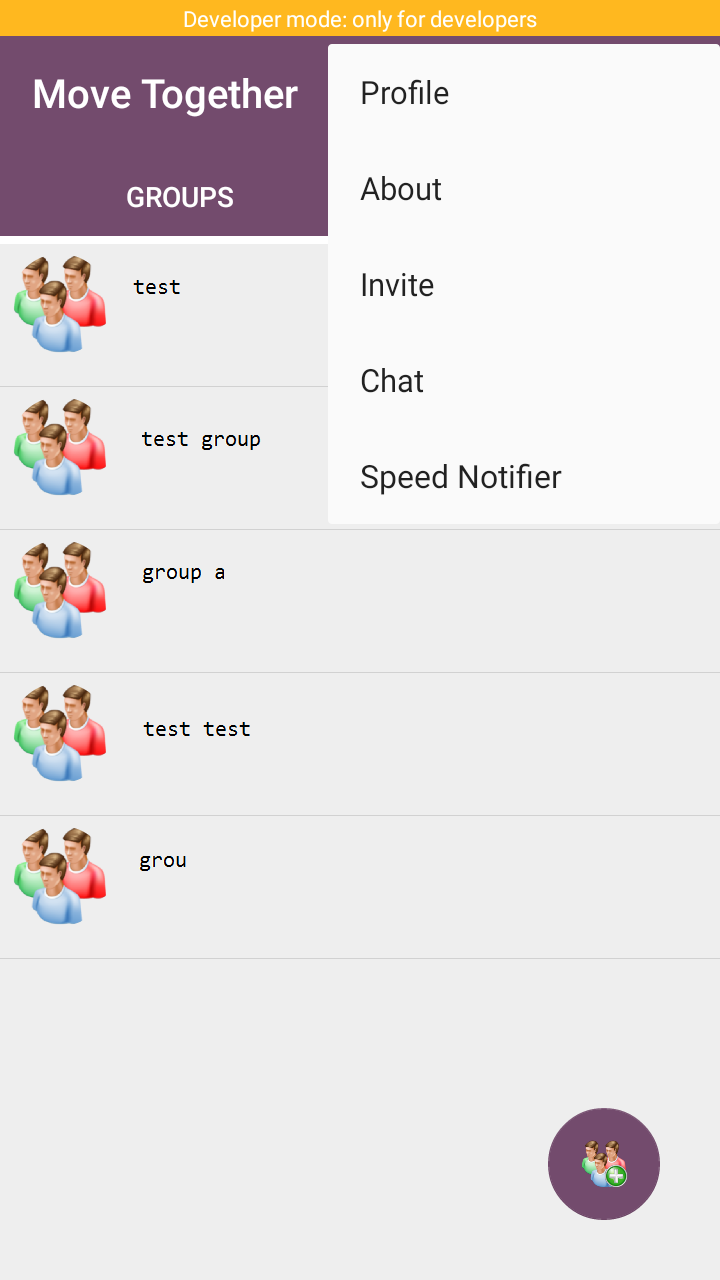 Developer mode: only for developers
Move Together
GROUPS
Profile
About
Invite
Chat
Speed Notifier
test
test group
group a
test test
grou